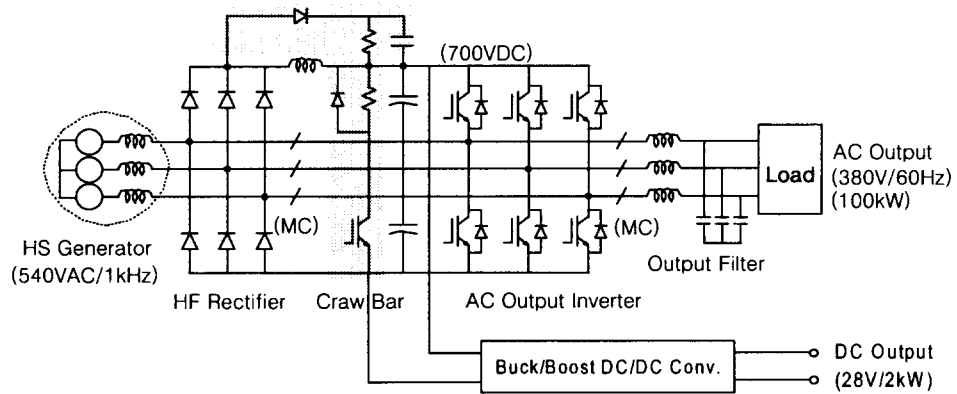 (700VDC)
HS Generator
(540VAC/1kHz)
(MC)
HF Rectifier
Craw Bar
AC Output Inverter
(MC)
Output Filter
Load
AC Output
(380V/60Hz)
(100kW)
Buck/Boost DC/DC Conv.
DC Output
(28V/2kW)